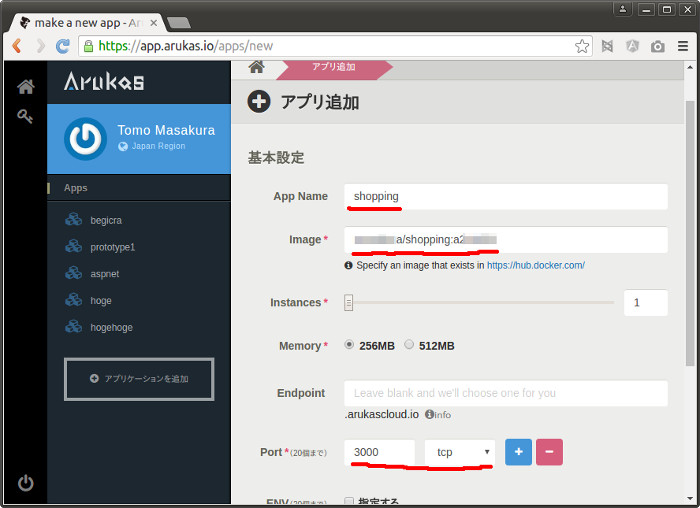 make a new app - Aru
https://app.arukas.io/apps/new
Arukas
アプリ追加
アプリ追加
Tomo Masakura
Japan Region
Apps
begicra
prototype1
aspnet
hoge
hogehoge
アプリケーションを追加
基本設定
App Name
shopping
Image *
a/shopping:a2
Specify an image that exists in https://hub.docker.com/
Instances *
1
Memory *
256MB
512MB
Endpoint
Leave blank and we'll choose one for you
.arukascloud.io
Info
Port * (20個まで)
3000
tcp
ENV (20個まで)
指定する